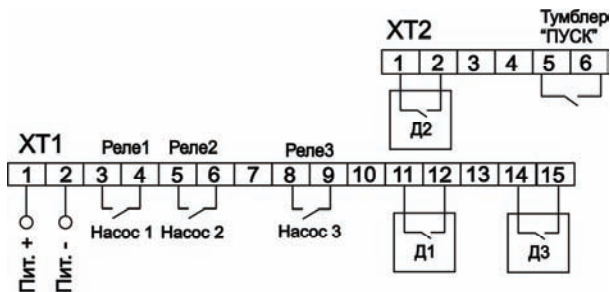 Тумблер
"ПУСК"
XT2
1 2 3 4 5 6
Д2
XT1
Реле1 Реле2 Реле3
1 2 3 4 5 6 7 8 9 10 11 12 13 14 15
Насос 1 Насос 2 Насос 3
Д1 Д3
Пит. +
Пит. -